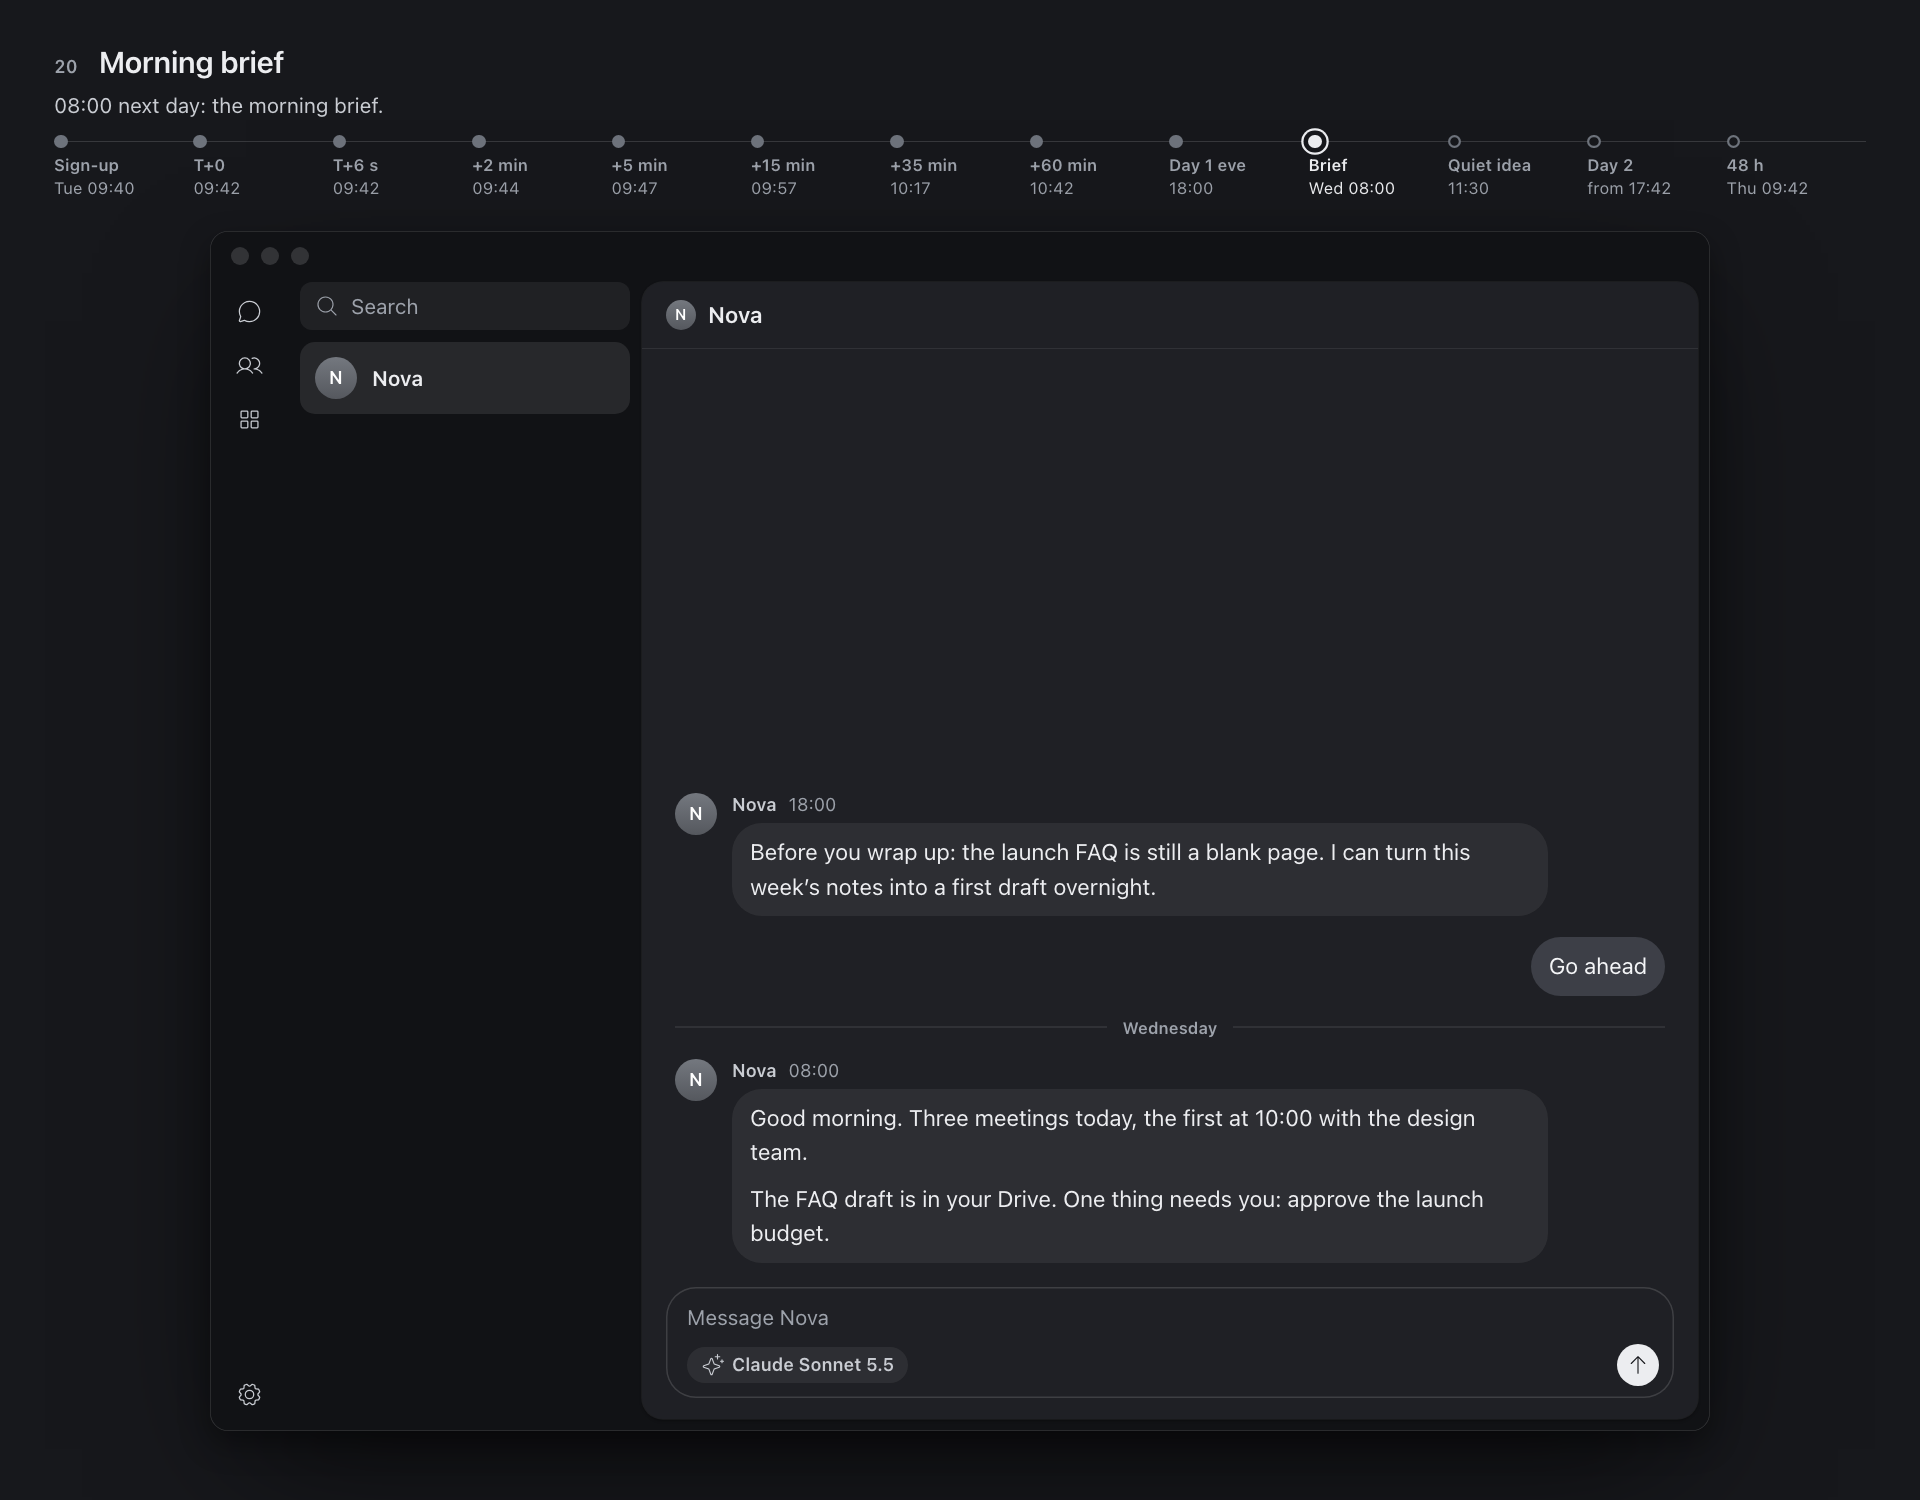 20 Morning brief
08:00 next day: the morning brief.
Sign-up T+0 T+6 s +2 min +5 min +15 min +35 min +60 min Day 1 eve Brief Quiet idea Day 2 48 h
Tue 09:40 09:42 09:42 09:44 09:47 09:57 10:17 10:42 18:00 Wed 08:00 11:30 from 17:42 Thu 09:42
Search
N Nova
N Nova
N Nova 18:00
Before you wrap up: the launch FAQ is still a blank page. I can turn this
week’s notes into a first draft overnight.
Go ahead
Wednesday
N Nova 08:00
Good morning. Three meetings today, the first at 10:00 with the design
team.
The FAQ draft is in your Drive. One thing needs you: approve the launch
budget.
Message Nova
Claude Sonnet 5.5